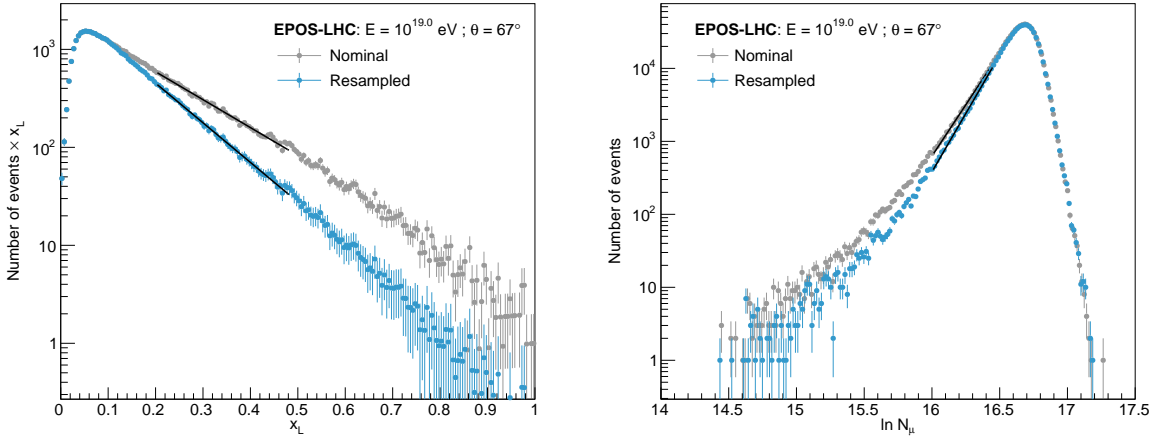 EPOS-LHC: E = 10^19.0 eV ; θ = 67°
Nominal
Resampled
Number of events × x_L
10^3
10^2
10
1
0 0.1 0.2 0.3 0.4 0.5 0.6 0.7 0.8 0.9 1
x_L
EPOS-LHC: E = 10^19.0 eV ; θ = 67°
Nominal
Resampled
Number of events
10^4
10^3
10^2
10
1
14 14.5 15 15.5 16 16.5 17 17.5
ln N_μ